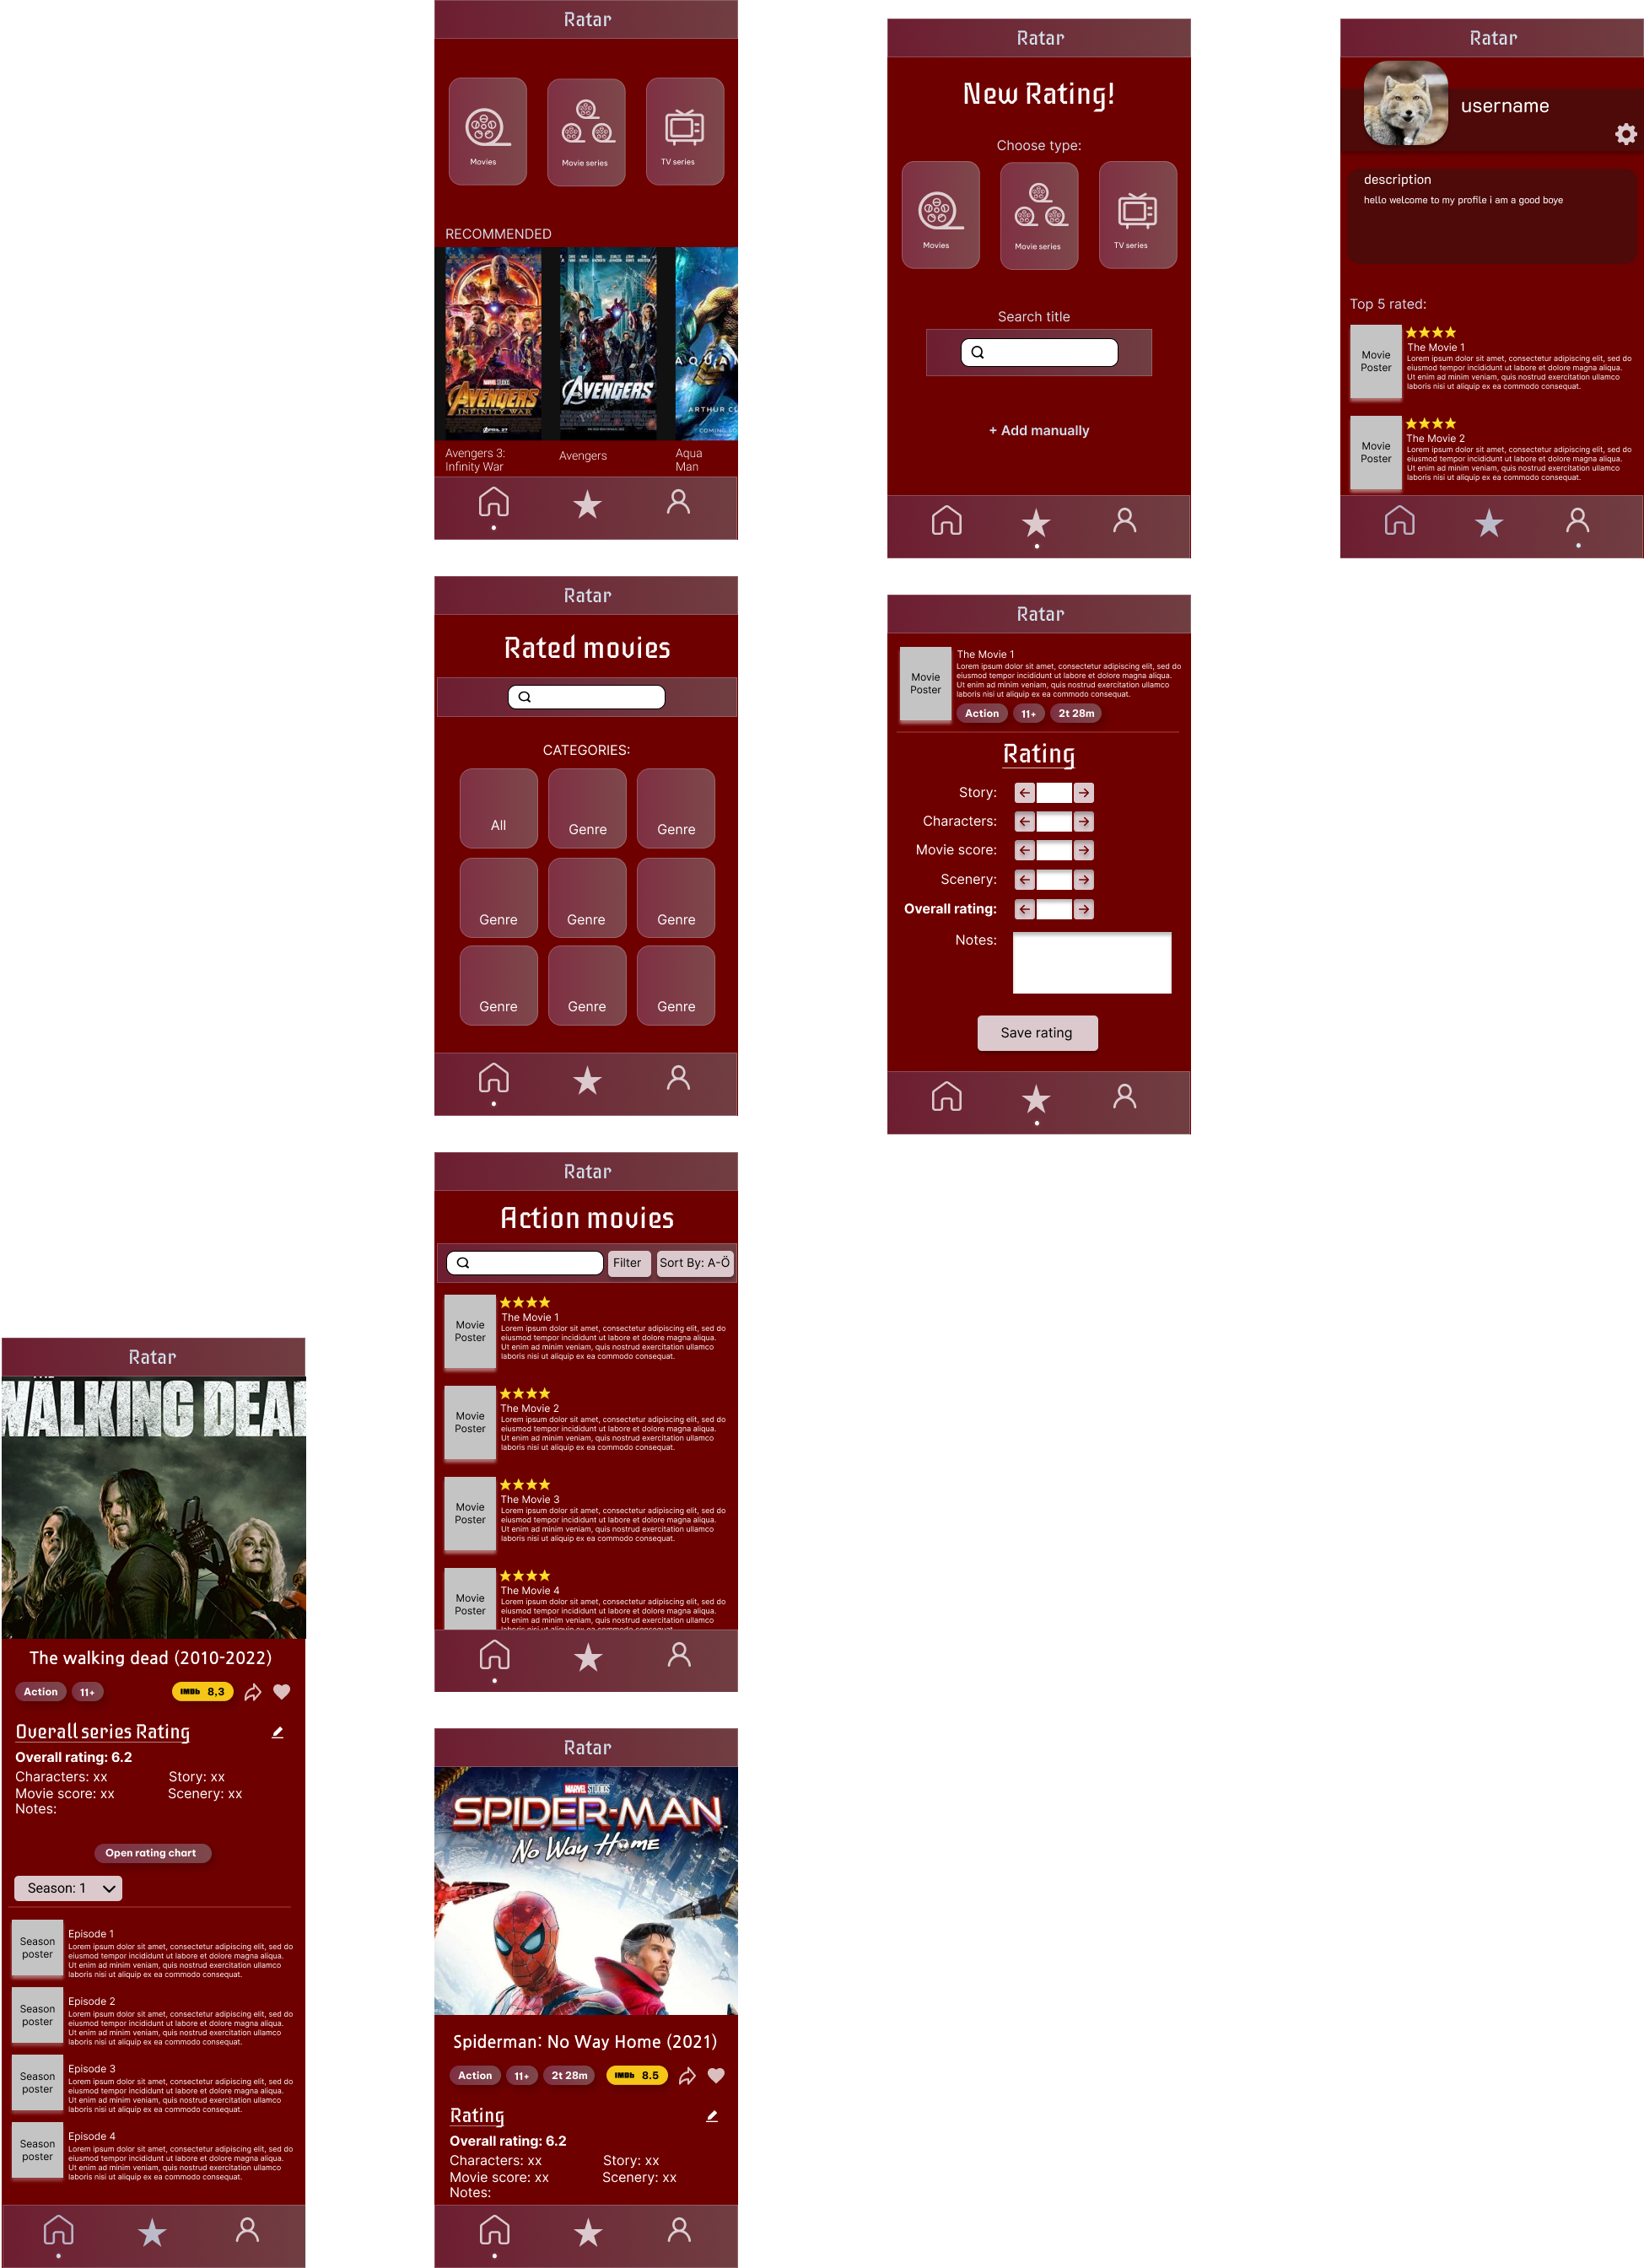 Ratar
Movies
Movie series
TV series
RECOMMENDED
MARVEL STUDIOS
AVENGERS
INFINITY WAR
APRIL 27
MARVEL
AVENGERS
AQUA
ARTHUR C
COMING
Avengers 3:
Infinity War
Avengers
Aqua
Man
Ratar
New Rating!
Choose type:
Movies
Movie series
TV series
Search title
+ Add manually
Ratar
username
description
hello welcome to my profile i am a good boye
Top 5 rated:
Movie
Poster
The Movie 1
Lorem ipsum dolor sit amet, consectetur adipiscing elit, sed do
eiusmod tempor incididunt ut labore et dolore magna aliqua.
Ut enim ad minim veniam, quis nostrud exercitation ullamco
laboris nisi ut aliquip ex ea commodo consequat.
Movie
Poster
The Movie 2
Lorem ipsum dolor sit amet, consectetur adipiscing elit, sed do
eiusmod tempor incididunt ut labore et dolore magna aliqua.
Ut enim ad minim veniam, quis nostrud exercitation ullamco
laboris nisi ut aliquip ex ea commodo consequat.
Ratar
Rated movies
CATEGORIES:
All
Genre
Genre
Genre
Genre
Genre
Genre
Genre
Genre
Ratar
Movie
Poster
The Movie 1
Lorem ipsum dolor sit amet, consectetur adipiscing elit, sed do
eiusmod tempor incididunt ut labore et dolore magna aliqua.
Ut enim ad minim veniam, quis nostrud exercitation ullamco
laboris nisi ut aliquip ex ea commodo consequat.
Action 11+ 2t 28m
Rating
Story:
Characters:
Movie score:
Scenery:
Overall rating:
Notes:
Save rating
Ratar
Action movies
Filter
Sort By: A-Ö
Movie
Poster
The Movie 1
Lorem ipsum dolor sit amet, consectetur adipiscing elit, sed do
eiusmod tempor incididunt ut labore et dolore magna aliqua.
Ut enim ad minim veniam, quis nostrud exercitation ullamco
laboris nisi ut aliquip ex ea commodo consequat.
Movie
Poster
The Movie 2
Lorem ipsum dolor sit amet, consectetur adipiscing elit, sed do
eiusmod tempor incididunt ut labore et dolore magna aliqua.
Ut enim ad minim veniam, quis nostrud exercitation ullamco
laboris nisi ut aliquip ex ea commodo consequat.
Movie
Poster
The Movie 3
Lorem ipsum dolor sit amet, consectetur adipiscing elit, sed do
eiusmod tempor incididunt ut labore et dolore magna aliqua.
Ut enim ad minim veniam, quis nostrud exercitation ullamco
laboris nisi ut aliquip ex ea commodo consequat.
Movie
Poster
The Movie 4
Lorem ipsum dolor sit amet, consectetur adipiscing elit, sed do
eiusmod tempor incididunt ut labore et dolore magna aliqua.
Ut enim ad minim veniam, quis nostrud exercitation ullamco
laboris nisi ut aliquip ex ea commodo consequat.
Ratar
THE
WALKING DEAD
The walking dead (2010-2022)
Action 11+ IMDb 8,3
Overall series Rating
Overall rating: 6.2
Characters: xx Story: xx
Movie score: xx Scenery: xx
Notes:
Open rating chart
Season: 1
Season
poster
Episode 1
Lorem ipsum dolor sit amet, consectetur adipiscing elit, sed do
eiusmod tempor incididunt ut labore et dolore magna aliqua.
Ut enim ad minim veniam, quis nostrud exercitation ullamco
laboris nisi ut aliquip ex ea commodo consequat.
Season
poster
Episode 2
Lorem ipsum dolor sit amet, consectetur adipiscing elit, sed do
eiusmod tempor incididunt ut labore et dolore magna aliqua.
Ut enim ad minim veniam, quis nostrud exercitation ullamco
laboris nisi ut aliquip ex ea commodo consequat.
Season
poster
Episode 3
Lorem ipsum dolor sit amet, consectetur adipiscing elit, sed do
eiusmod tempor incididunt ut labore et dolore magna aliqua.
Ut enim ad minim veniam, quis nostrud exercitation ullamco
laboris nisi ut aliquip ex ea commodo consequat.
Season
poster
Episode 4
Lorem ipsum dolor sit amet, consectetur adipiscing elit, sed do
eiusmod tempor incididunt ut labore et dolore magna aliqua.
Ut enim ad minim veniam, quis nostrud exercitation ullamco
laboris nisi ut aliquip ex ea commodo consequat.
Ratar
MARVEL STUDIOS
SPIDER-MAN
No Way Home
Spiderman: No Way Home (2021)
Action 11+ 2t 28m IMDb 8.5
Rating
Overall rating: 6.2
Characters: xx Story: xx
Movie score: xx Scenery: xx
Notes: